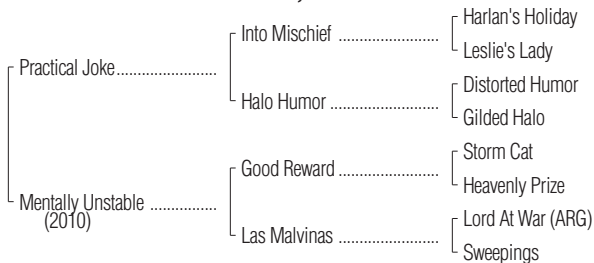 Harlan's Holiday
Into Mischief ....................
Leslie's Lady
Practical Joke.......................
Distorted Humor
Halo Humor ......................
Gilded Halo
Storm Cat
Good Reward ....................
Heavenly Prize
Mentally Unstable ................
(2010)
Lord At War (ARG)
Las Malvinas ....................
Sweepings